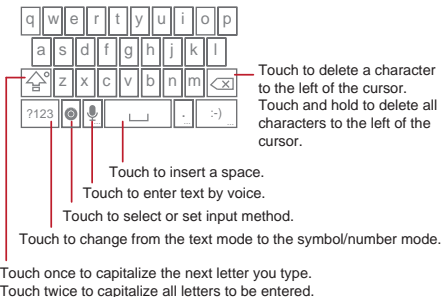 q w e r t y u i o p
a s d f g h j k l
z x c v b n m
?123 . :-)
Touch to delete a character
to the left of the cursor.
Touch and hold to delete all
characters to the left of the
cursor.
Touch to insert a space.
Touch to enter text by voice.
Touch to select or set input method.
Touch to change from the text mode to the symbol/number mode.
Touch once to capitalize the next letter you type.
Touch twice to capitalize all letters to be entered.